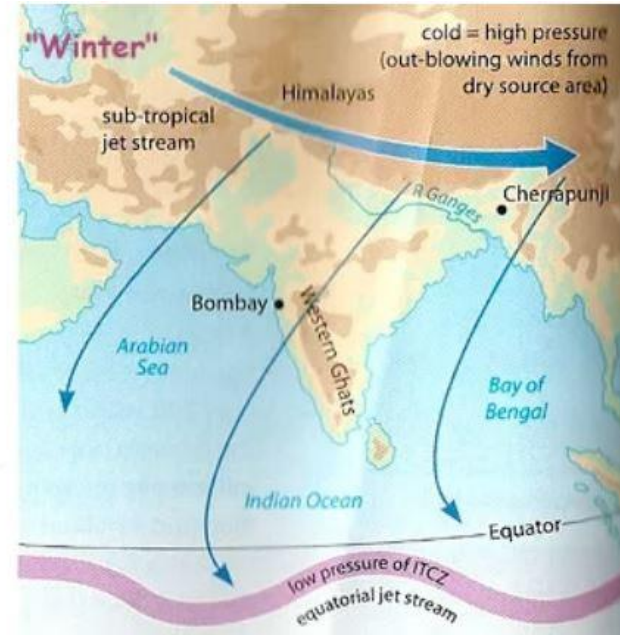 "Winter"
cold = high pressure
(out-blowing winds from
dry source area)
Himalayas
sub-tropical
jet stream
R Ganges
Cherrapunji
Bombay
Western Ghats
Arabian
Sea
Bay of
Bengal
Indian Ocean
Equator
low pressure of ITCZ
equatorial jet stream